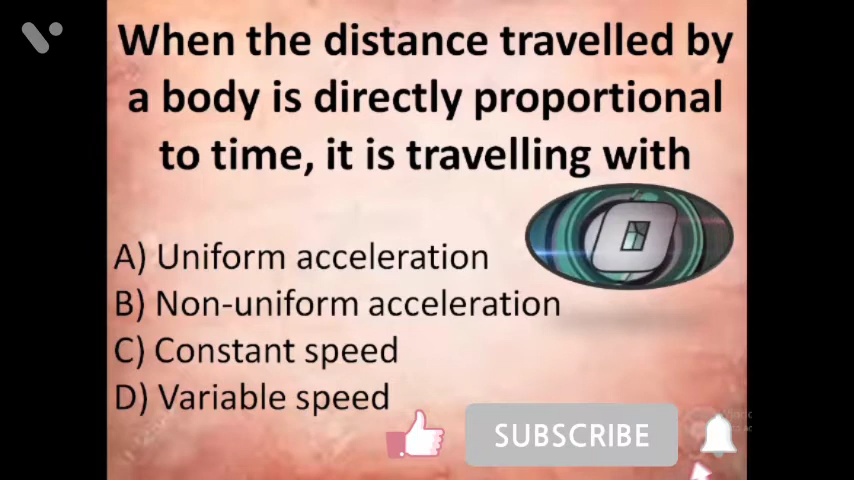 When the distance travelled by
a body is directly proportional
to time, it is travelling with
A) Uniform acceleration
B) Non-uniform acceleration
C) Constant speed
D) Variable speed
SUBSCRIBE